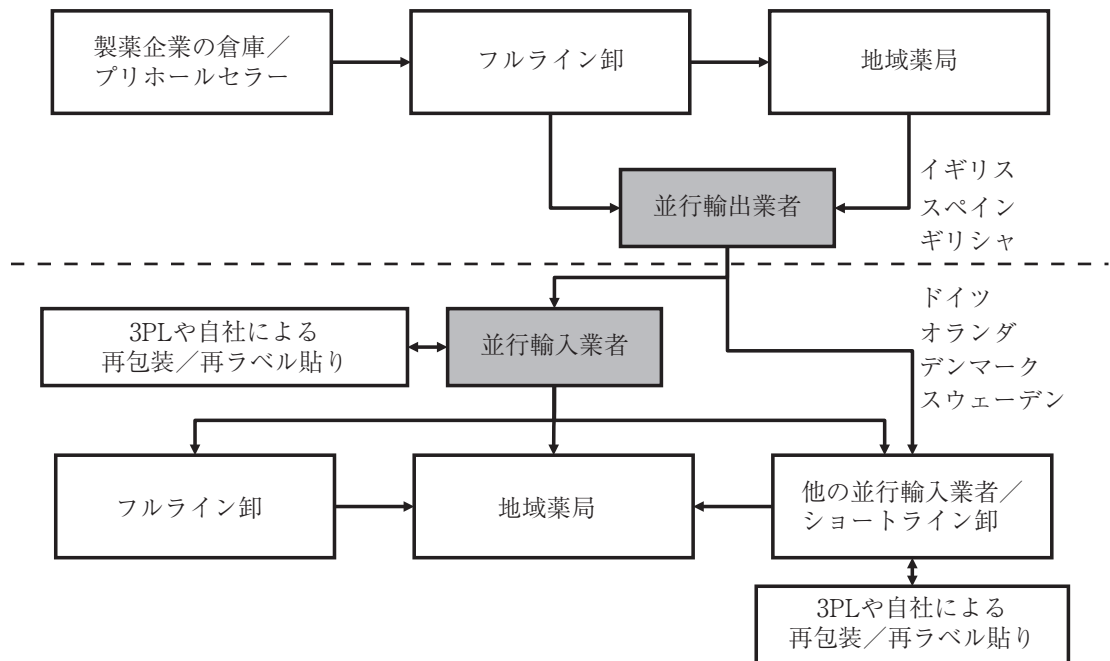 製薬企業の倉庫／
プリホールセラー
フルライン卸
地域薬局
並行輸出業者
イギリス
スペイン
ギリシャ
ドイツ
オランダ
デンマーク
スウェーデン
3PLや自社による
再包装／再ラベル貼り
並行輸入業者
フルライン卸
地域薬局
他の並行輸入業者／
ショートライン卸
3PLや自社による
再包装／再ラベル貼り